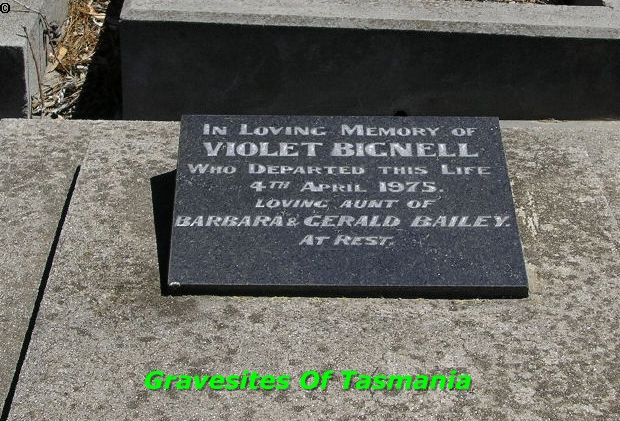 ©
In Loving Memory of
VIOLET BIGNELL
Who Departed this Life
4th April 1975.
LOVING AUNT OF
BARBARA & GERALD BAILEY.
At Rest.
Gravesites Of Tasmania